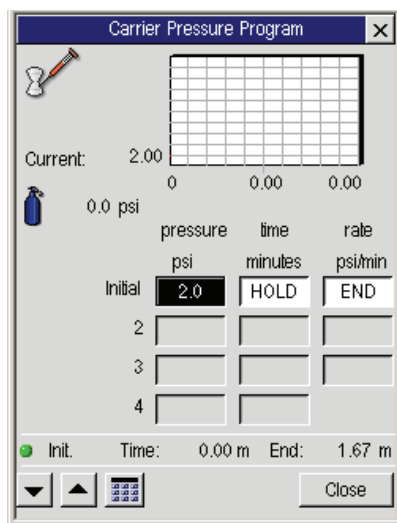 Carrier Pressure Program
Current: 2.00
0 0.00 0.00
0.0 psi
pressure time rate
psi minutes psi/min
Initial 2.0 HOLD END
2
3
4
Init. Time: 0.00 m End: 1.67 m
Close